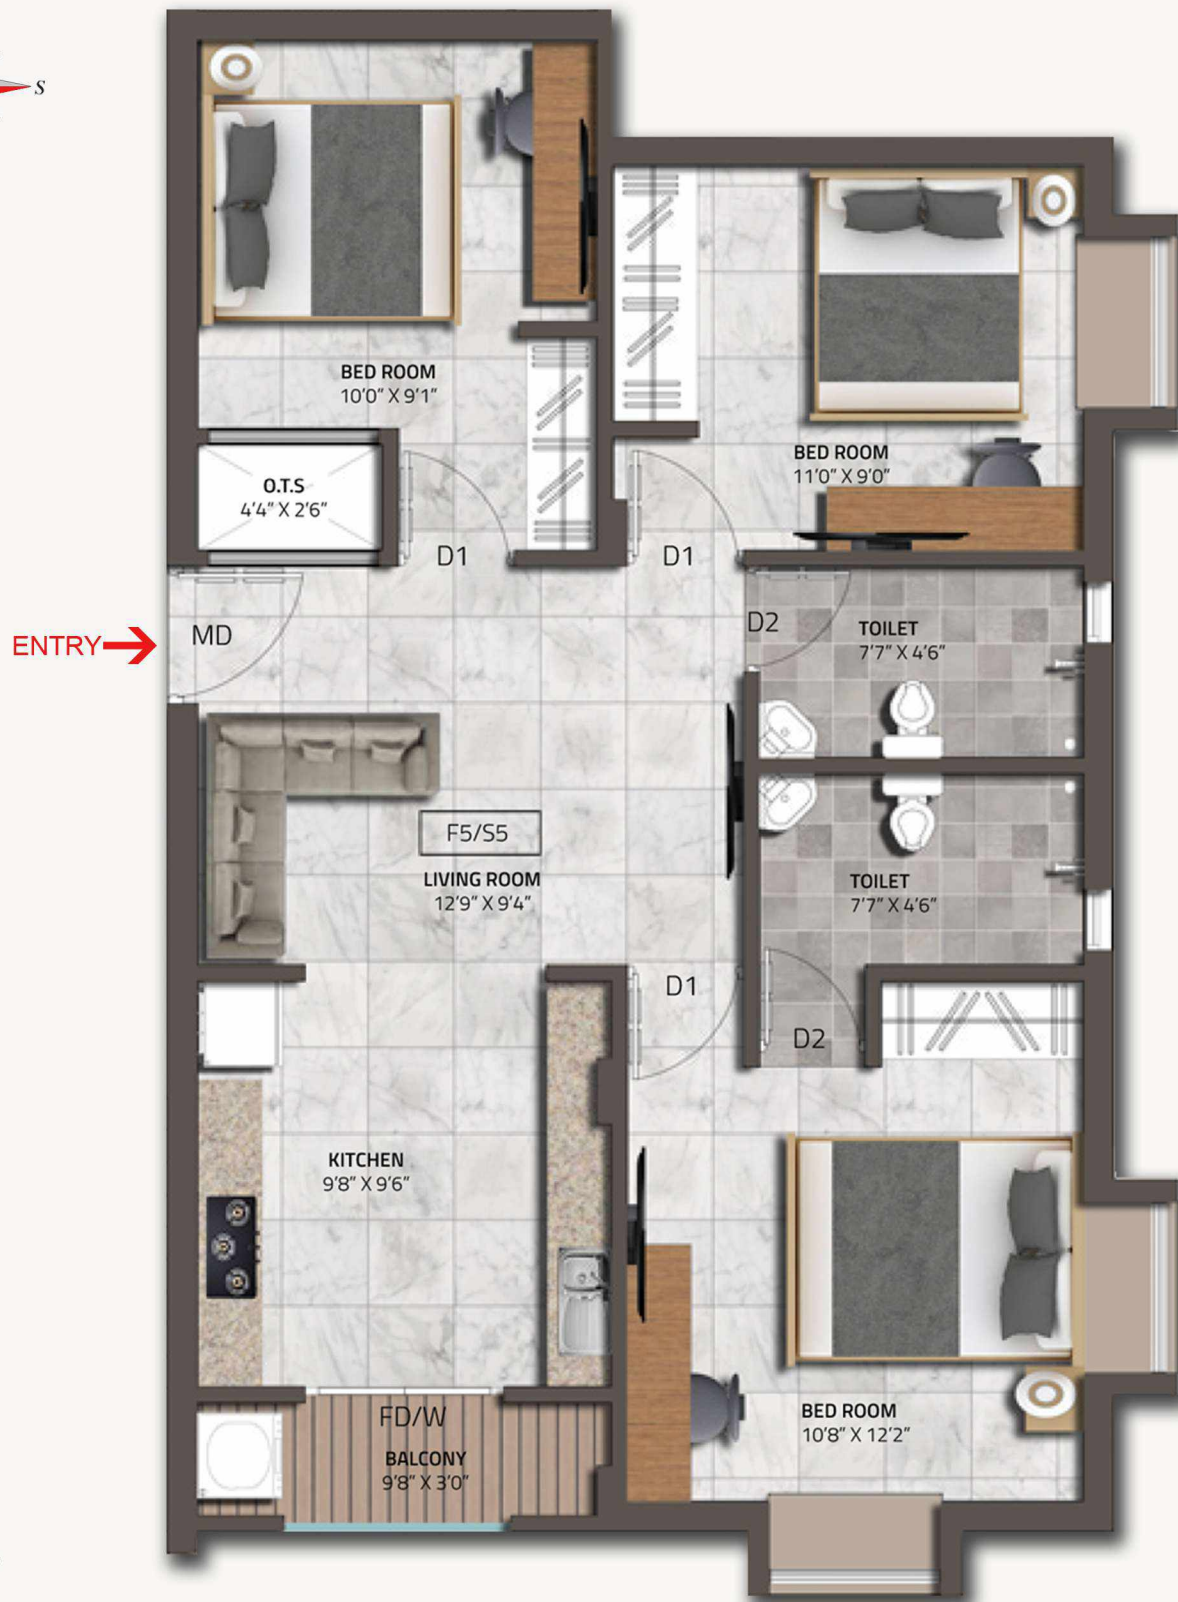 S
BED ROOM
10'0" X 9'1"
BED ROOM
11'0" X 9'0"
O.T.S
4'4" X 2'6"
D1
D1
ENTRY
MD
D2
TOILET
7'7" X 4'6"
F5/S5
LIVING ROOM
12'9" X 9'4"
TOILET
7'7" X 4'6"
D1
D2
KITCHEN
9'8" X 9'6"
BED ROOM
10'8" X 12'2"
FD/W
BALCONY
9'8" X 3'0"